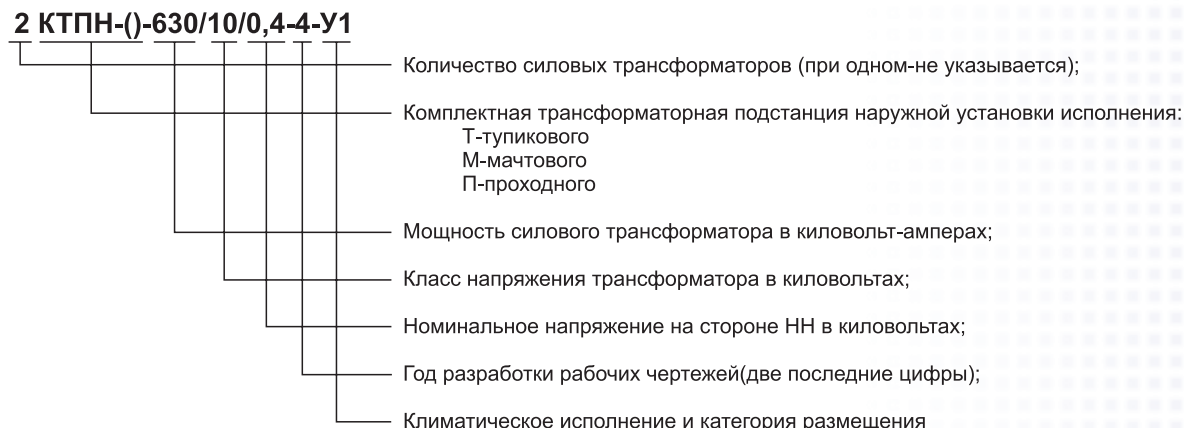 2 КТПН-()-630/10/0,4-4-У1
Количество силовых трансформаторов (при одном-не указывается);
Комплектная трансформаторная подстанция наружной установки исполнения:
Т-тупикового
М-мачтового
П-проходного
Мощность силового трансформатора в киловольт-амперах;
Класс напряжения трансформатора в киловольтах;
Номинальное напряжение на стороне НН в киловольтах;
Год разработки рабочих чертежей(две последние цифры);
Климатическое исполнение и категория размещения